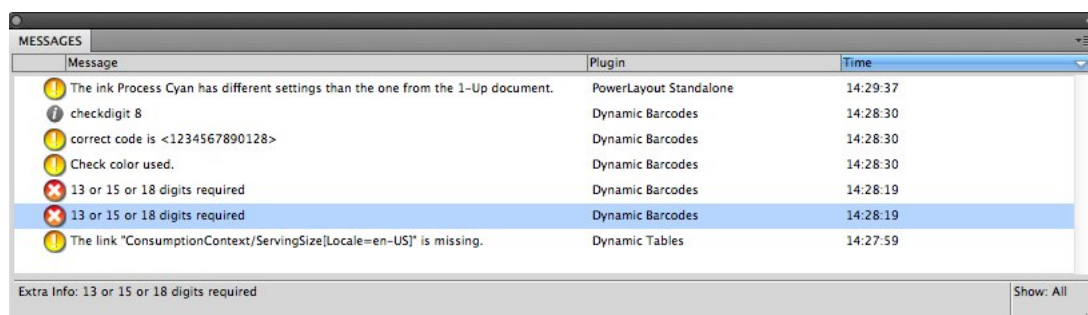 MESSAGES
Message Plugin Time
The ink Process Cyan has different settings than the one from the 1-Up document. PowerLayout Standalone 14:29:37
checkdigit 8 Dynamic Barcodes 14:28:30
correct code is <1234567890128> Dynamic Barcodes 14:28:30
Check color used. Dynamic Barcodes 14:28:30
13 or 15 or 18 digits required Dynamic Barcodes 14:28:19
13 or 15 or 18 digits required Dynamic Barcodes 14:28:19
The link "ConsumptionContext/ServingSize[Locale=en-US]" is missing. Dynamic Tables 14:27:59
Extra Info: 13 or 15 or 18 digits required Show: All